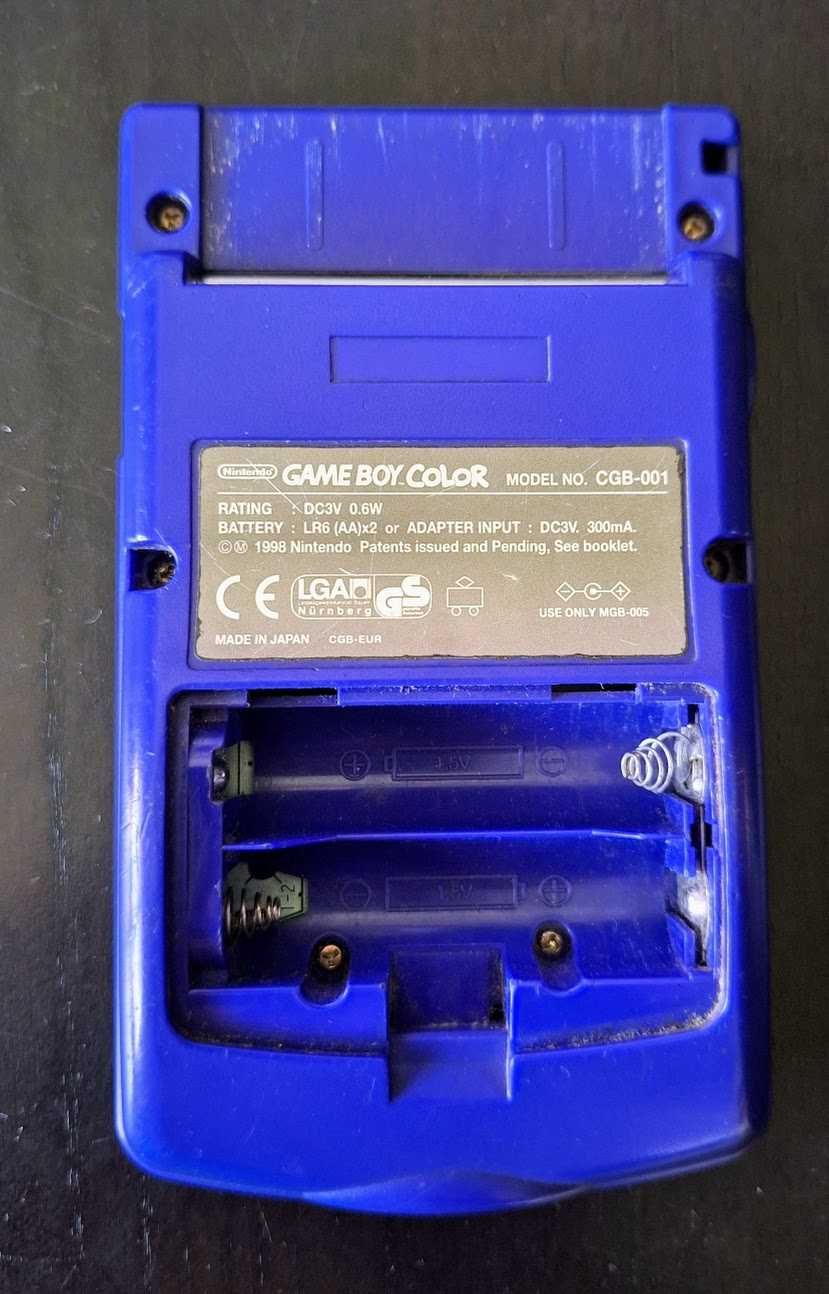 Nintendo GAME BOY COLOR MODEL NO. CGB-001
RATING : DC3V 0.6W
BATTERY : LR6 (AA)x2 or ADAPTER INPUT : DC3V. 300mA.
©Ⓜ 1998 Nintendo Patents issued and Pending, See booklet.
CE LGA GS
Nürnberg
USE ONLY MGB-005
MADE IN JAPAN CGB-EUR
1.5V
1-2
1.5V